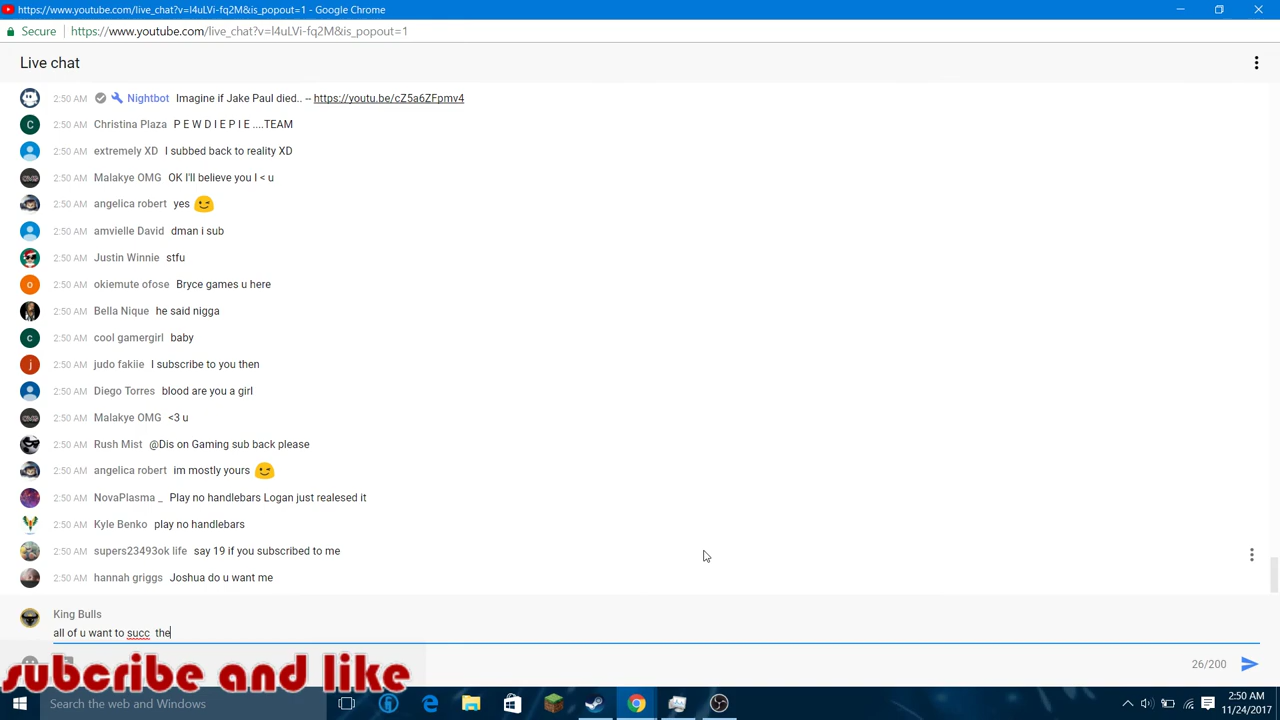 https://www.youtube.com/live_chat?v=l4uLVi-fq2M&is_popout=1 - Google Chrome
Secure | https://www.youtube.com/live_chat?v=l4uLVi-fq2M&is_popout=1
Live chat
2:50 AM Nightbot Imagine if Jake Paul died.. -- https://youtu.be/cZ5a6ZFpmv4
C 2:50 AM Christina Plaza P E W D I E P I E ....TEAM
2:50 AM extremely XD I subbed back to reality XD
2:50 AM Malakye OMG OK I'll believe you I < u
2:50 AM angelica robert yes 😉
2:50 AM amvielle David dman i sub
2:50 AM Justin Winnie stfu
o 2:50 AM okiemute ofose Bryce games u here
2:50 AM Bella Nique he said nigga
c 2:50 AM cool gamergirl baby
j 2:50 AM judo fakiie I subscribe to you then
2:50 AM Diego Torres blood are you a girl
2:50 AM Malakye OMG <3 u
2:50 AM Rush Mist @Dis on Gaming sub back please
2:50 AM angelica robert im mostly yours 😉
2:50 AM NovaPlasma _ Play no handlebars Logan just realesed it
2:50 AM Kyle Benko play no handlebars
2:50 AM supers23493ok life say 19 if you subscribed to me
2:50 AM hannah griggs Joshua do u want me
King Bulls
all of u want to succ  the
26/200
subcribe and like
Search the web and Windows
2:50 AM
11/24/2017